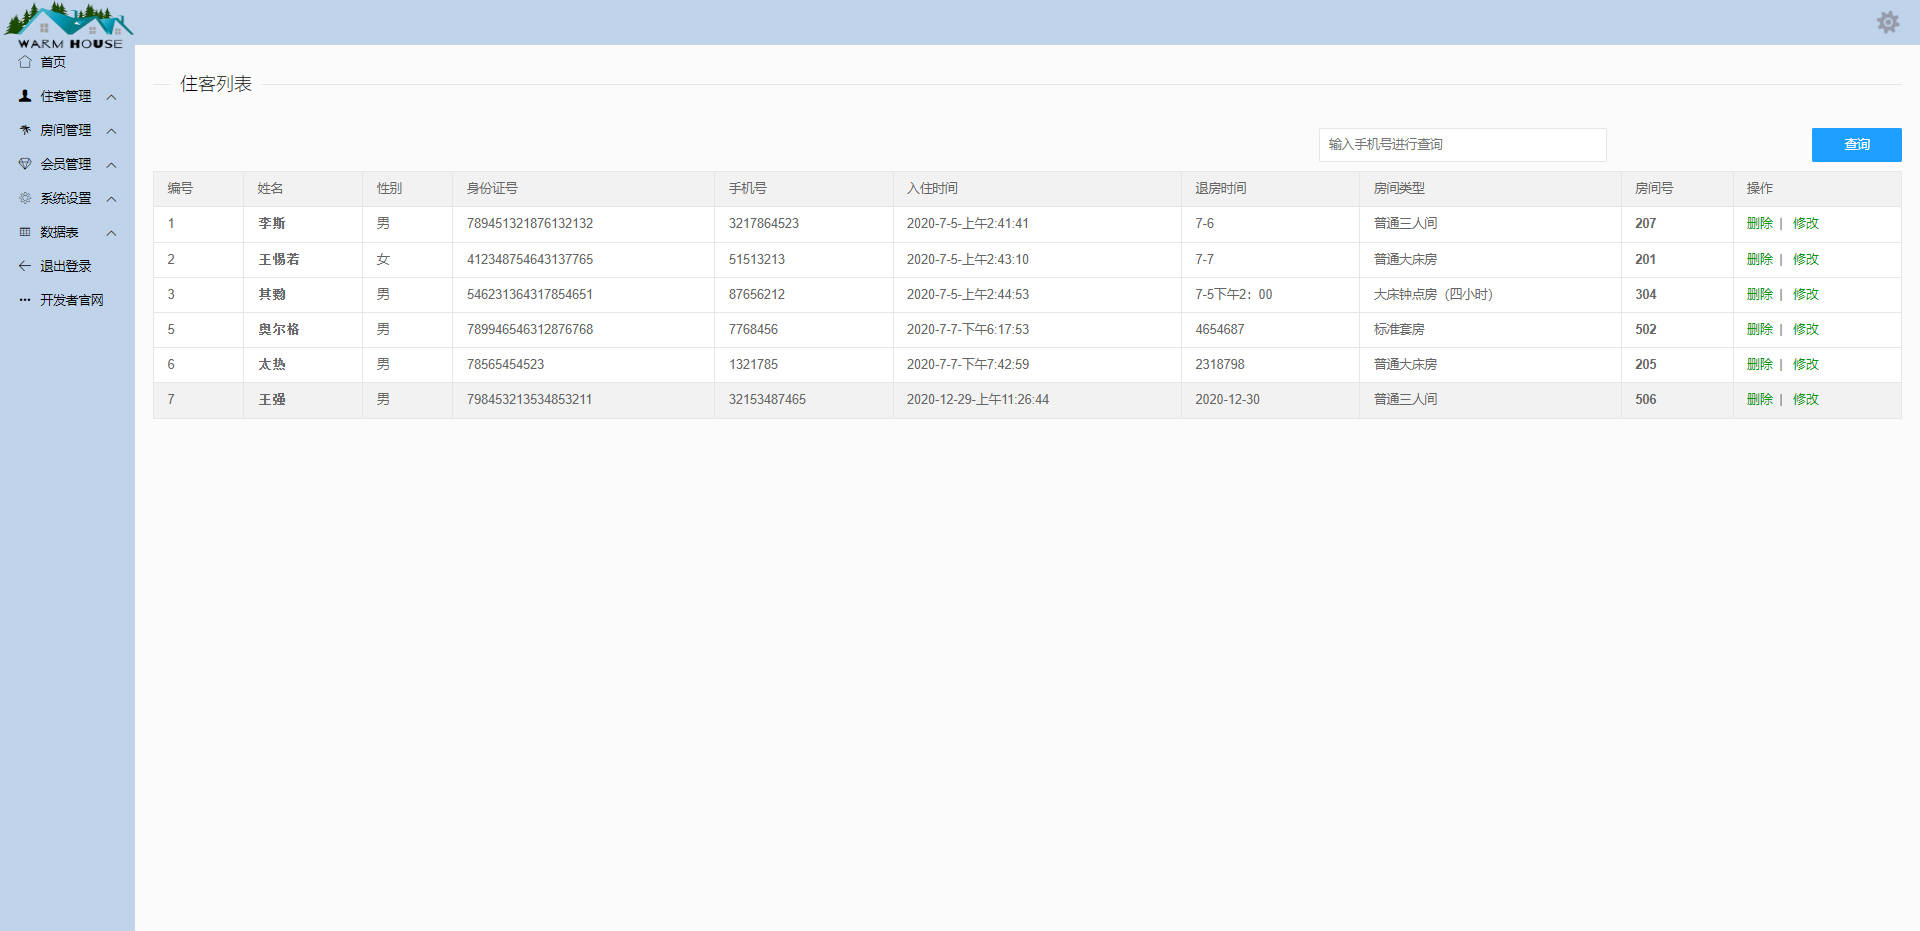 WARM HOUSE
首页
住客管理
房间管理
会员管理
系统设置
数据表
退出登录
开发者官网
住客列表
输入手机号进行查询 查询
编号 姓名 性别 身份证号 手机号 入住时间 退房时间 房间类型 房间号 操作
1 李斯 男 789451321876132132 3217864523 2020-7-5-上午2:41:41 7-6 普通三人间 207 删除 | 修改
2 王惕若 女 412348754643137765 51513213 2020-7-5-上午2:43:10 7-7 普通大床房 201 删除 | 修改
3 男 546231364317854651 87656212 2020-7-5-上午2:44:53 7-5下午2：00 大床钟点房（四小时） 304 删除 | 修改
5 奥尔格 男 789946546312876768 7768456 2020-7-7-下午6:17:53 4654687 标准套房 502 删除 | 修改
6 太热 男 78565454523 1321785 2020-7-7-下午7:42:59 2318798 普通大床房 205 删除 | 修改
7 王强 男 798453213534853211 32153487465 2020-12-29-上午11:26:44 2020-12-30 普通三人间 506 删除 | 修改